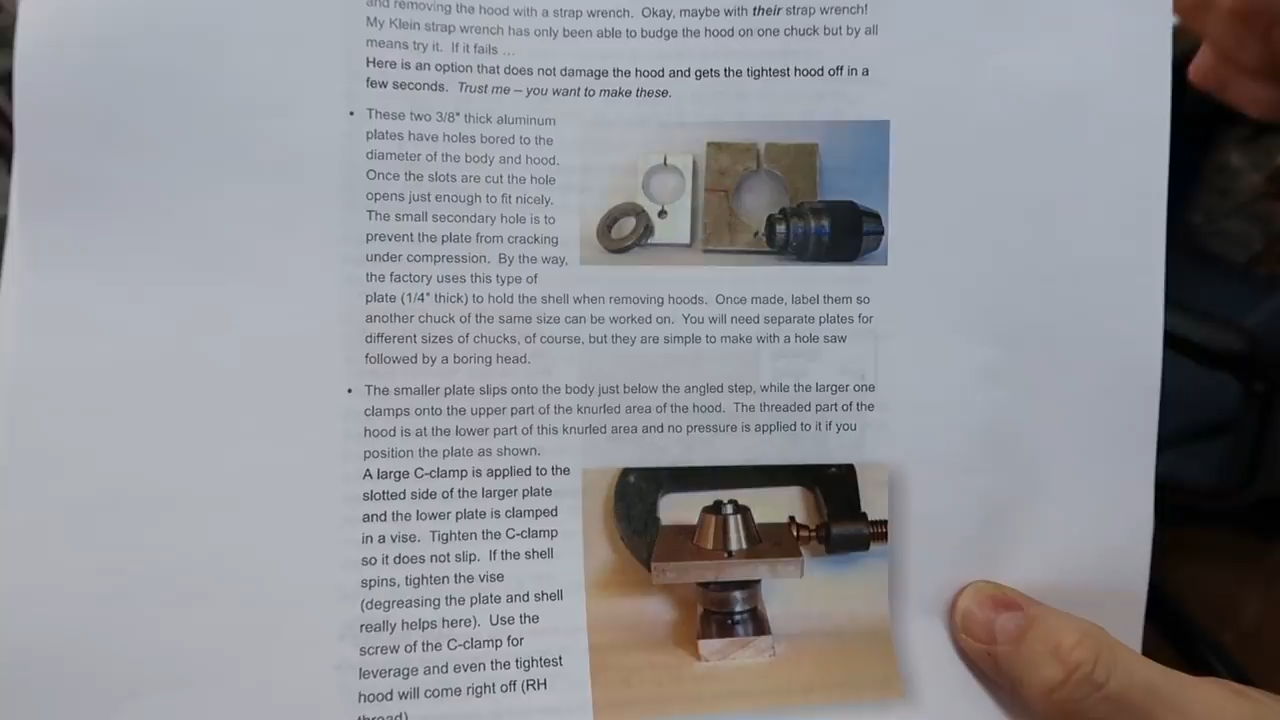 and removing the hood with a strap wrench. Okay, maybe with their strap wrench!
My Klein strap wrench has only been able to budge the hood on one chuck but by all
means try it. If it fails ...
Here is an option that does not damage the hood and gets the tightest hood off in a
few seconds. Trust me – you want to make these.
• These two 3/8" thick aluminum
plates have holes bored to the
diameter of the body and hood.
Once the slots are cut the hole
opens just enough to fit nicely.
The small secondary hole is to
prevent the plate from cracking
under compression. By the way,
the factory uses this type of
plate (1/4" thick) to hold the shell when removing hoods. Once made, label them so
another chuck of the same size can be worked on. You will need separate plates for
different sizes of chucks, of course, but they are simple to make with a hole saw
followed by a boring head.
• The smaller plate slips onto the body just below the angled step, while the larger one
clamps onto the upper part of the knurled area of the hood. The threaded part of the
hood is at the lower part of this knurled area and no pressure is applied to it if you
position the plate as shown.
A large C-clamp is applied to the
slotted side of the larger plate
and the lower plate is clamped
in a vise. Tighten the C-clamp
so it does not slip. If the shell
spins, tighten the vise
(degreasing the plate and shell
really helps here). Use the
screw of the C-clamp for
leverage and even the tightest
hood will come right off (RH
thread)